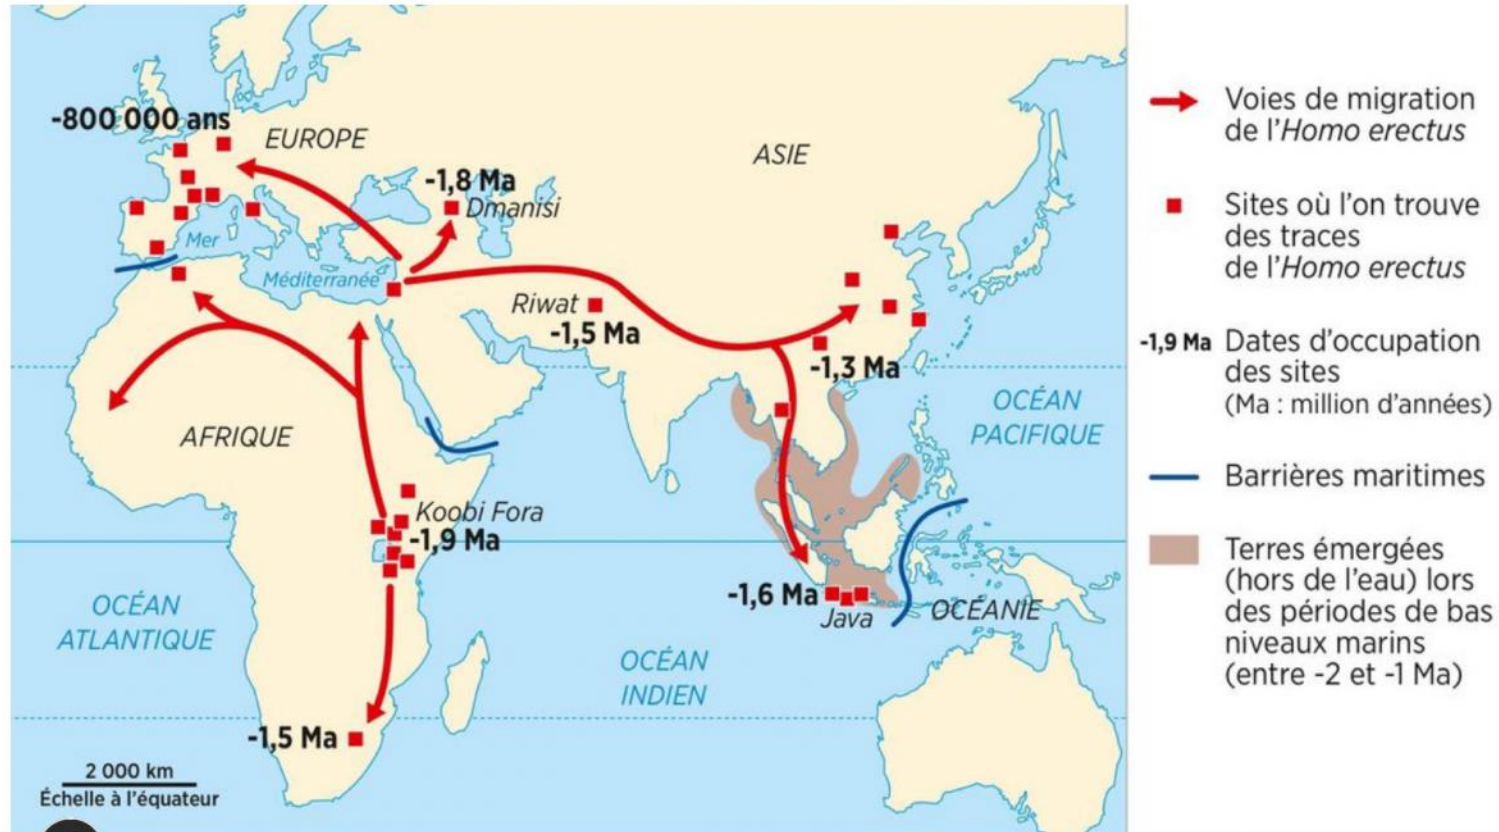 -800 000 ans
EUROPE
ASIE
-1,8 Ma
Dmanisi
Mer
Méditerranée
Riwat
-1,5 Ma
-1,3 Ma
OCÉAN
PACIFIQUE
AFRIQUE
Koobi Fora
-1,9 Ma
-1,6 Ma
Java
OCÉANIE
OCÉAN
ATLANTIQUE
OCÉAN
INDIEN
-1,5 Ma
2 000 km
Échelle à l'équateur
Voies de migration
de l'Homo erectus
Sites où l'on trouve
des traces
de l'Homo erectus
-1,9 Ma Dates d'occupation
des sites
(Ma : million d'années)
Barrières maritimes
Terres émergées
(hors de l'eau) lors
des périodes de bas
niveaux marins
(entre -2 et -1 Ma)